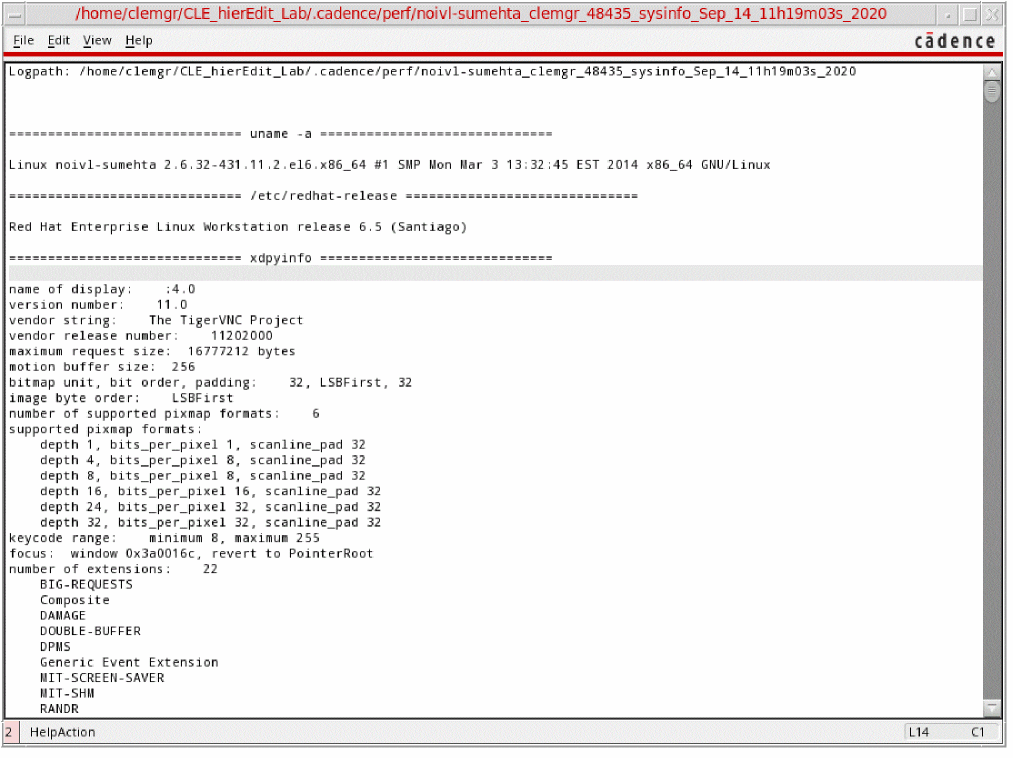 /home/clemgr/CLE_hierEdit_Lab/.cadence/perf/noivl-sumehta_clemgr_48435_sysinfo_Sep_14_11h19m03s_2020
File Edit View Help cādence
Logpath: /home/clemgr/CLE_hierEdit_Lab/.cadence/perf/noivl-sumehta_clemgr_48435_sysinfo_Sep_14_11h19m03s_2020
============================== uname -a ==============================
Linux noivl-sumehta 2.6.32-431.11.2.el6.x86_64 #1 SMP Mon Mar 3 13:32:45 EST 2014 x86_64 GNU/Linux
============================== /etc/redhat-release ==============================
Red Hat Enterprise Linux Workstation release 6.5 (Santiago)
============================== xdpyinfo ==============================
name of display:    :4.0
version number:    11.0
vendor string:    The TigerVNC Project
vendor release number:    11202000
maximum request size:  16777212 bytes
motion buffer size:  256
bitmap unit, bit order, padding:    32, LSBFirst, 32
image byte order:    LSBFirst
number of supported pixmap formats:    6
supported pixmap formats:
    depth 1, bits_per_pixel 1, scanline_pad 32
    depth 4, bits_per_pixel 8, scanline_pad 32
    depth 8, bits_per_pixel 8, scanline_pad 32
    depth 16, bits_per_pixel 16, scanline_pad 32
    depth 24, bits_per_pixel 32, scanline_pad 32
    depth 32, bits_per_pixel 32, scanline_pad 32
keycode range:    minimum 8, maximum 255
focus:  window 0x3a0016c, revert to PointerRoot
number of extensions:    22
    BIG-REQUESTS
    Composite
    DAMAGE
    DOUBLE-BUFFER
    DPMS
    Generic Event Extension
    MIT-SCREEN-SAVER
    MIT-SHM
    RANDR
2 HelpAction L14 C1